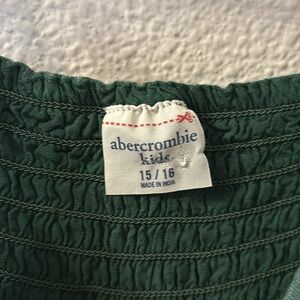 abercrombie
kids
15 / 16
MADE IN INDIA